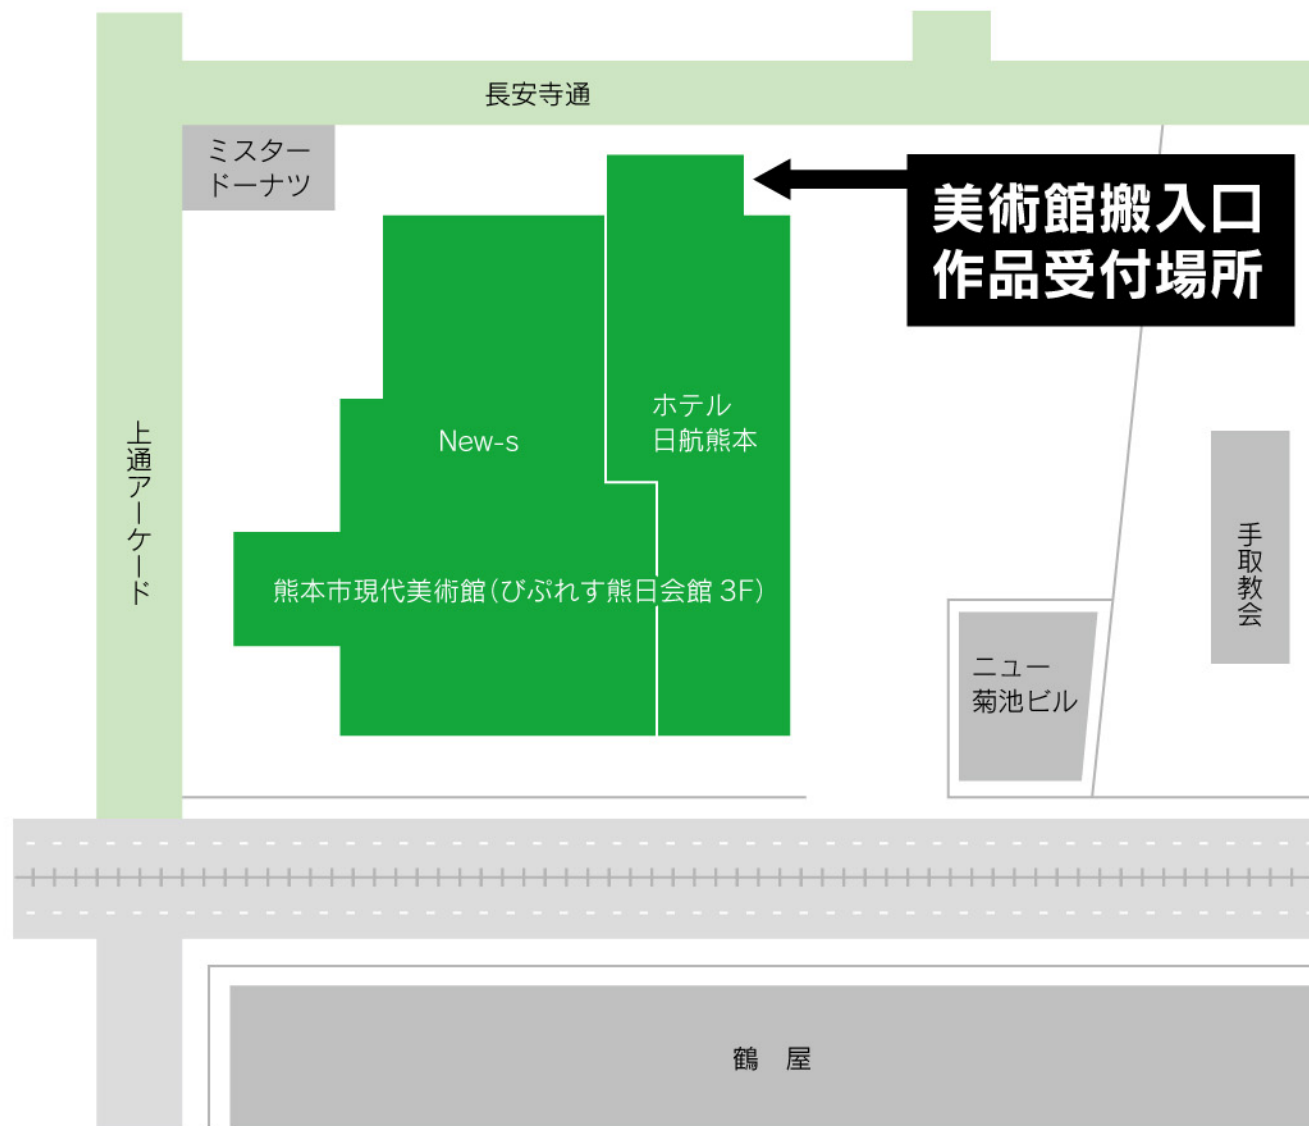 長安寺通
ミスター
ドーナツ
美術館搬入口
作品受付場所
ホテル
日航熊本
New-s
上通アーケード
手取教会
熊本市現代美術館(びぷれす熊日会館 3F)
ニュー
菊池ビル
鶴 屋